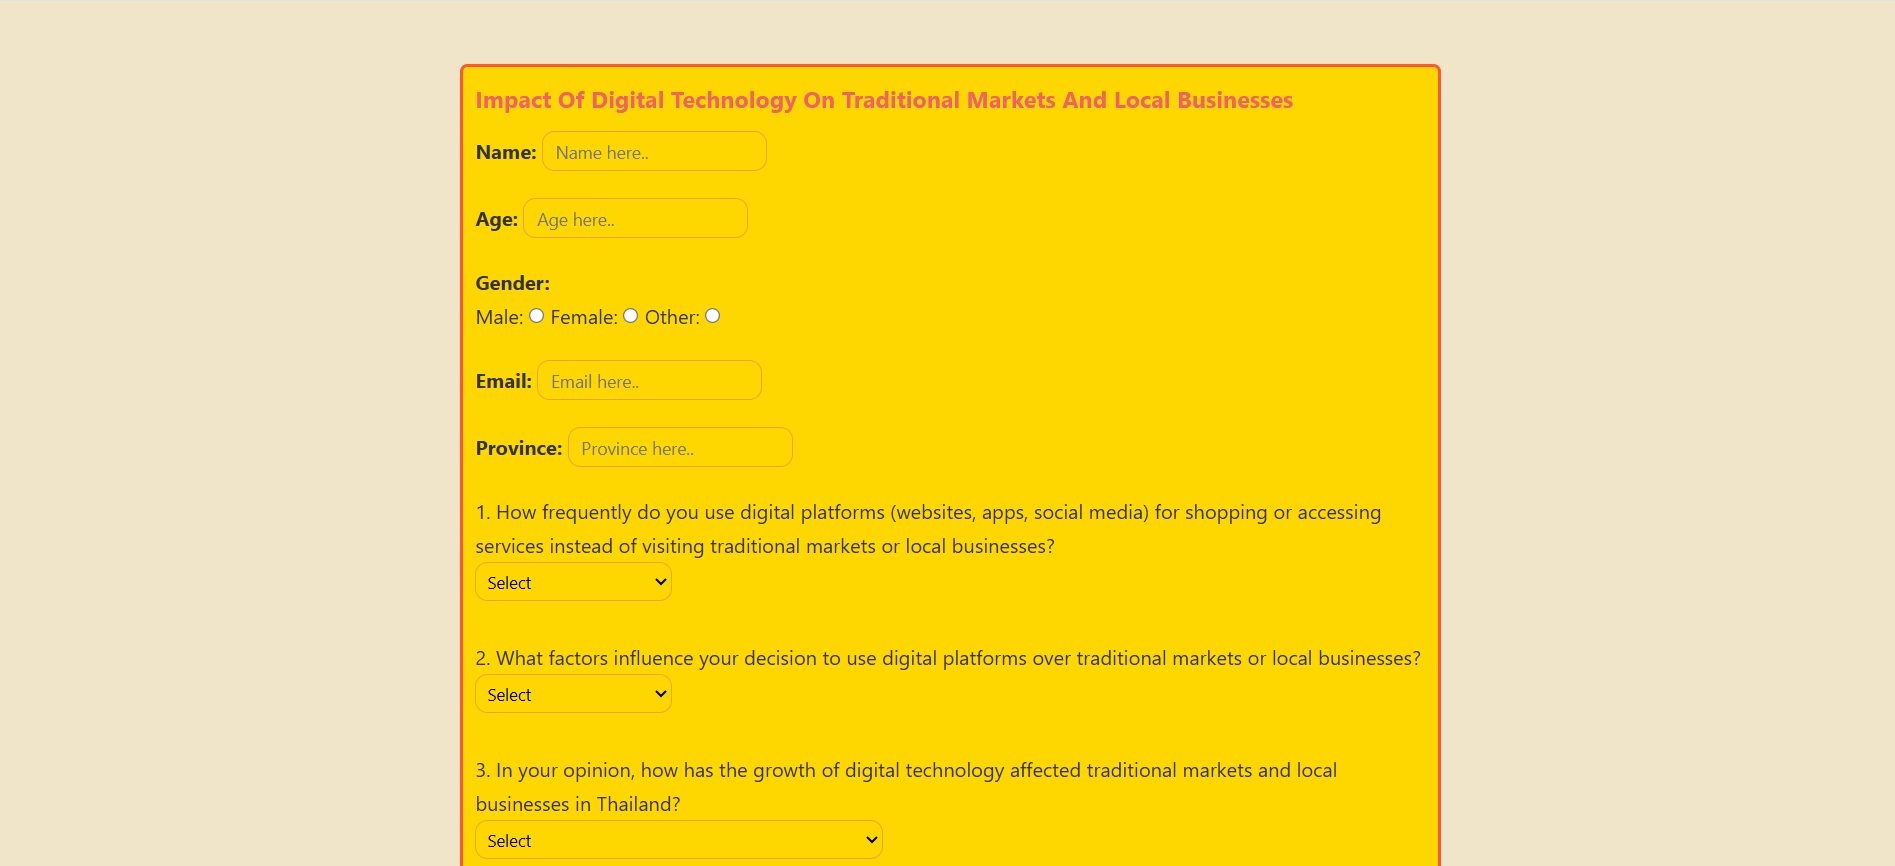 Impact Of Digital Technology On Traditional Markets And Local Businesses
Name: Name here..
Age: Age here..
Gender:
Male: Female: Other:
Email: Email here..
Province: Province here..
1. How frequently do you use digital platforms (websites, apps, social media) for shopping or accessing
services instead of visiting traditional markets or local businesses?
Select
2. What factors influence your decision to use digital platforms over traditional markets or local businesses?
Select
3. In your opinion, how has the growth of digital technology affected traditional markets and local
businesses in Thailand?
Select